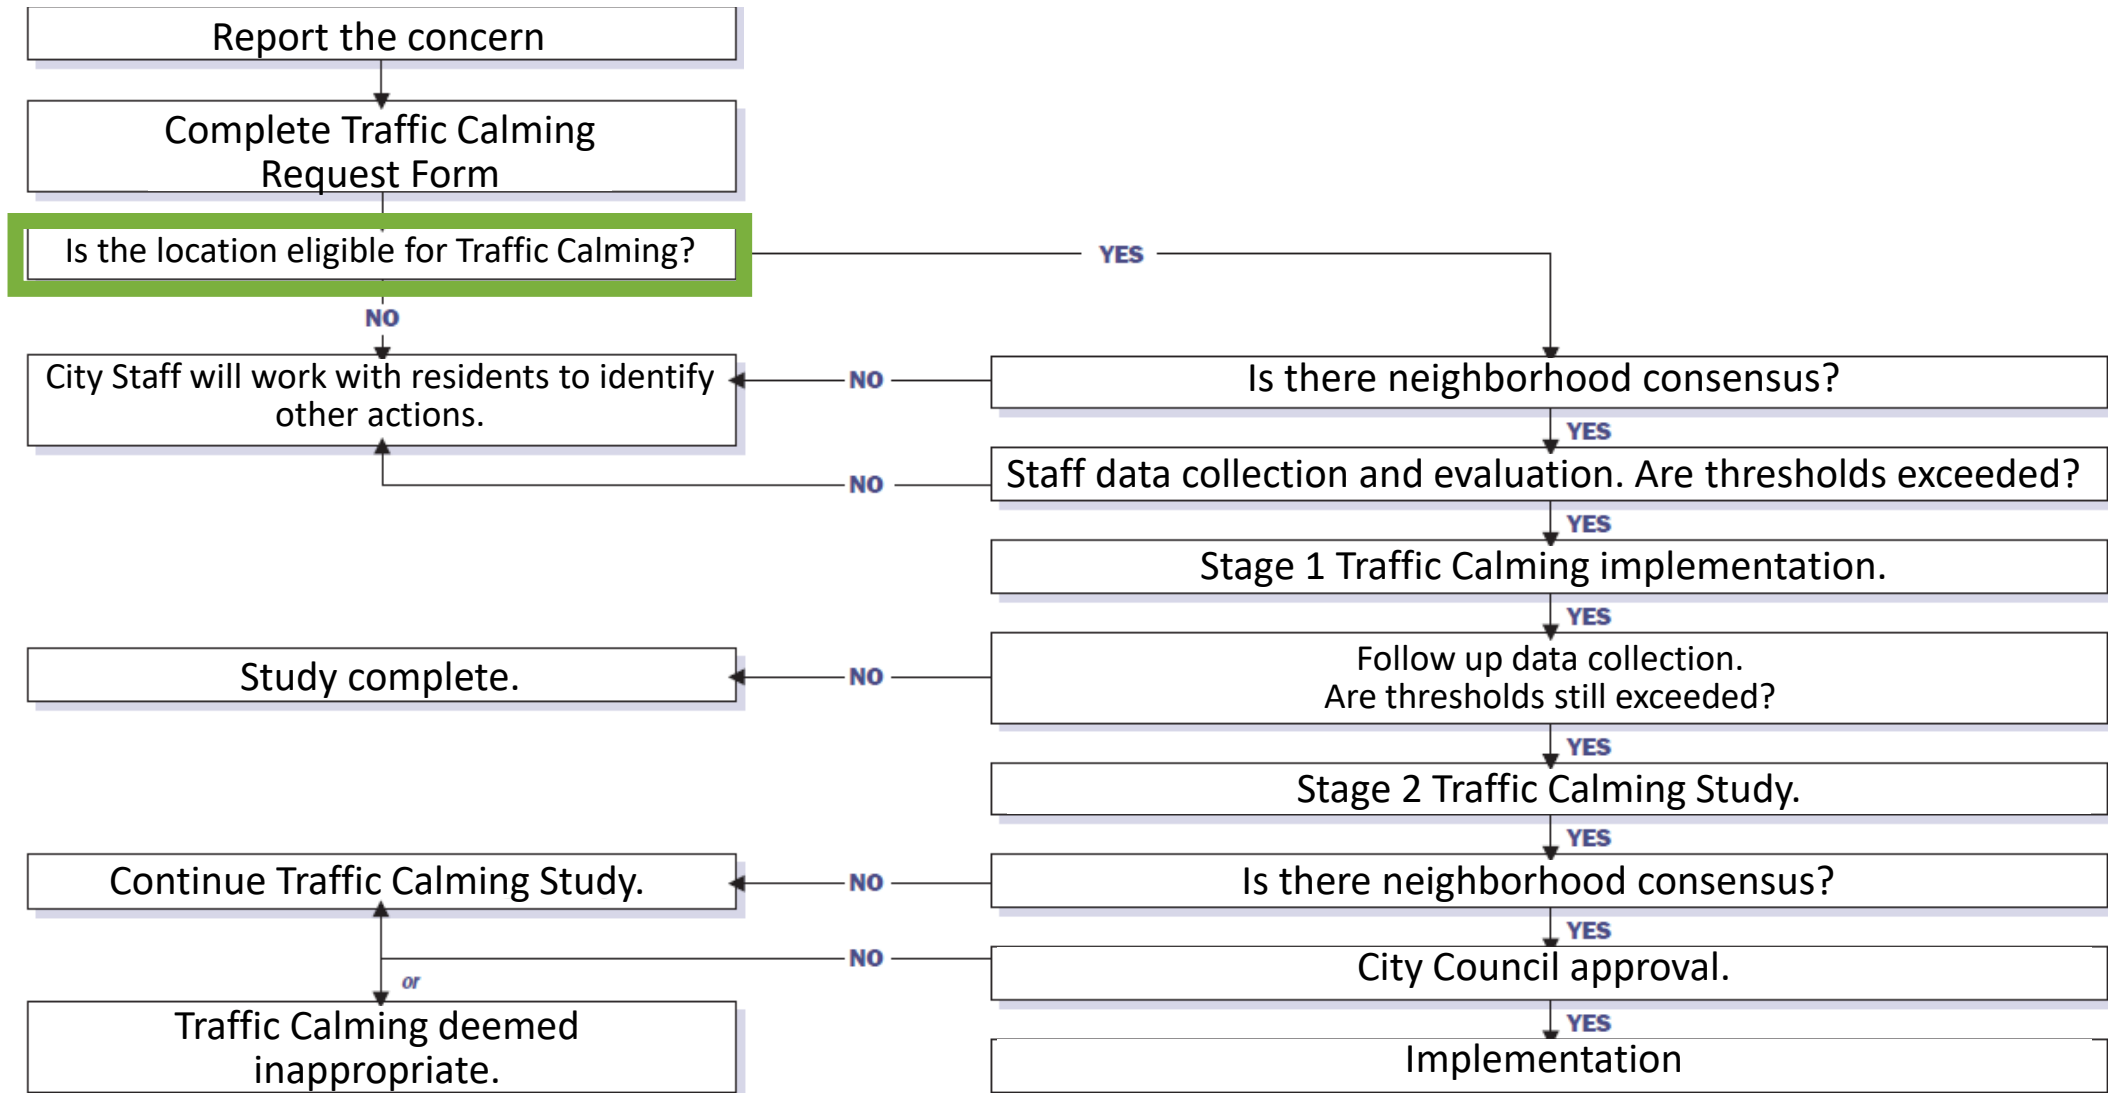 Report the concern
Complete Traffic Calming
Request Form
Is the location eligible for Traffic Calming?
YES
NO
City Staff will work with residents to identify
other actions.
NO
Is there neighborhood consensus?
YES
NO
Staff data collection and evaluation. Are thresholds exceeded?
YES
Stage 1 Traffic Calming implementation.
YES
Study complete.
NO
Follow up data collection.
Are thresholds still exceeded?
YES
Stage 2 Traffic Calming Study.
YES
Continue Traffic Calming Study.
NO
Is there neighborhood consensus?
YES
NO
City Council approval.
or
YES
Traffic Calming deemed
inappropriate.
Implementation